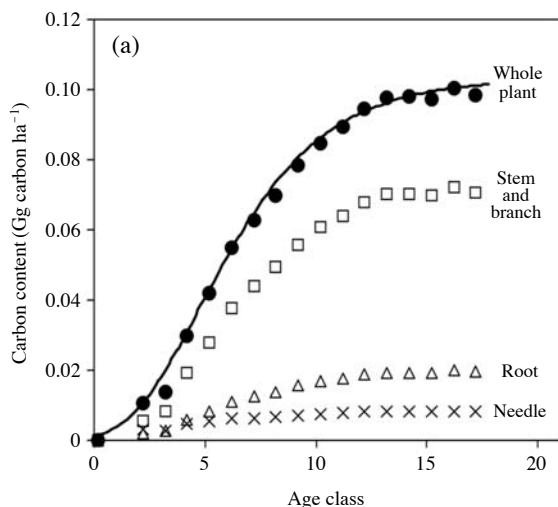 0.12
(a)
Whole
plant
0.10
0.08
Stem and
branch
0.06
0.04
0.02
Root
Needle
0
0
5
10
15
20
Carbon content (Gg carbon ha⁻¹)
Age class